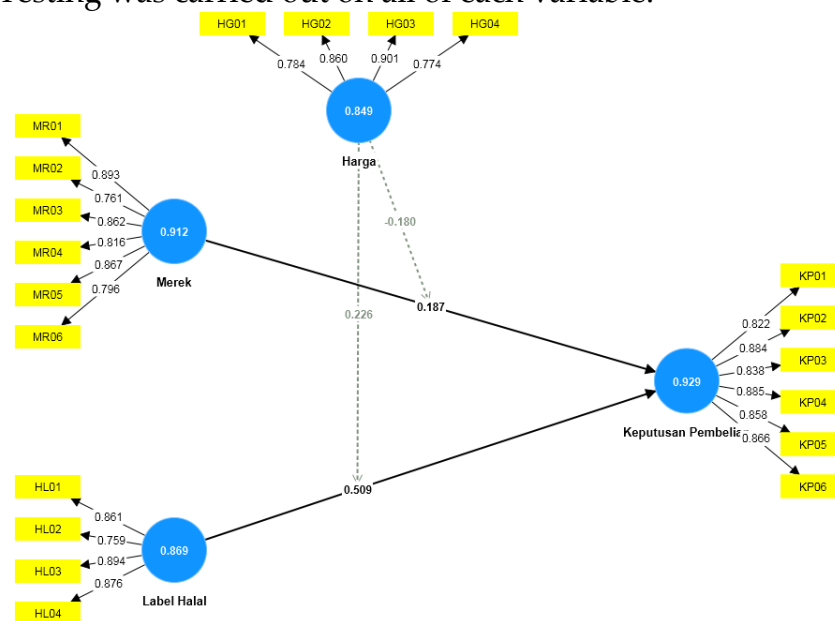 Testing was carried out on all of each variable.
HG01 HG02 HG03 HG04
0.784 0.860 0.901 0.774
0.849
Harga
MR01
MR02
MR03
MR04
MR05
MR06
0.893
0.761
0.862
0.816
0.867
0.796
0.912
Merek
-0.180
0.226
0.187
0.509
KP01
KP02
KP03
KP04
KP05
KP06
0.822
0.884
0.838
0.885
0.858
0.866
0.929
Keputusan Pembelia
HL01
HL02
HL03
HL04
0.861
0.759
0.894
0.876
0.869
Label Halal